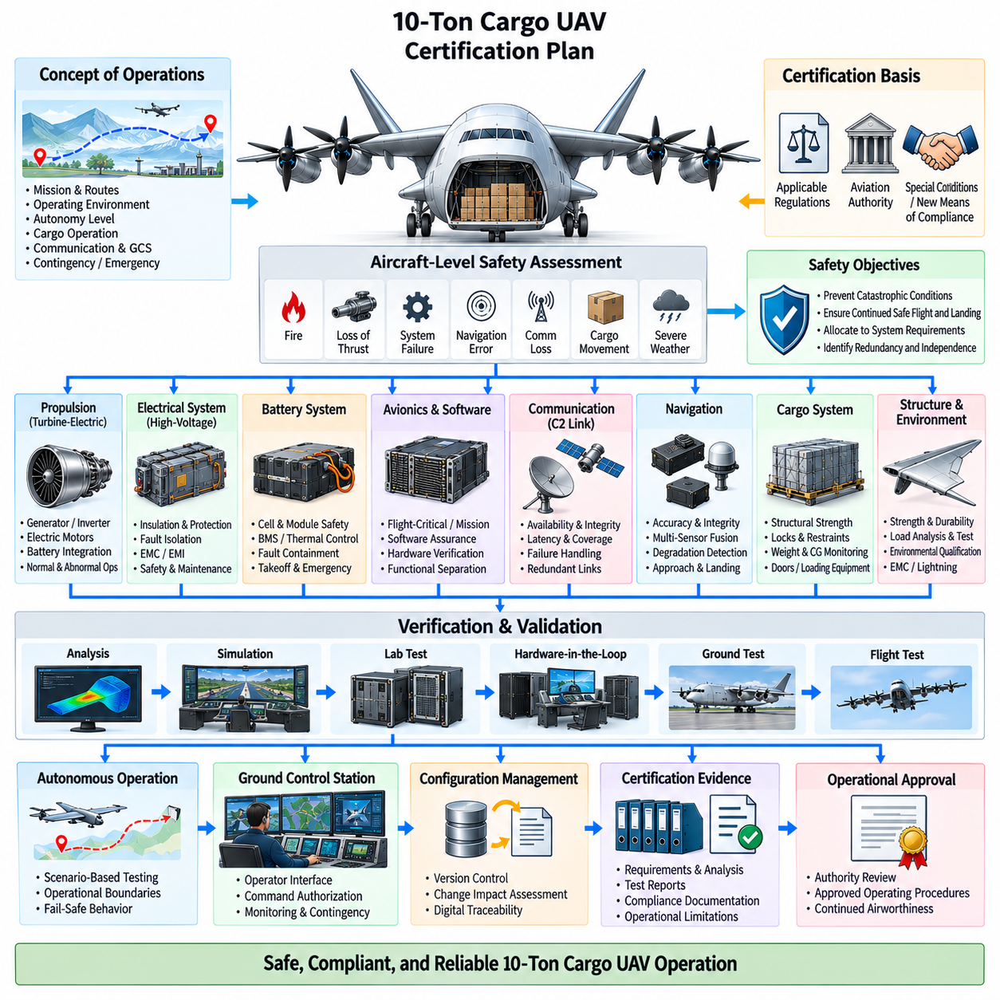 10-Ton Cargo UAV
Certification Plan
Concept of Operations
• Mission & Routes
• Operating Environment
• Autonomy Level
• Cargo Operation
• Communication & GCS
• Contingency / Emergency
Certification Basis
Applicable
Regulations
Aviation
Authority
Special Conditions
/ New Means
of Compliance
Aircraft-Level Safety Assessment
Fire
Loss of
Thrust
System
Failure
Navigation
Error
Comm
Loss
Cargo
Movement
Severe
Weather
Safety Objectives
• Prevent Catastrophic Conditions
• Ensure Continued Safe Flight and Landing
• Allocate to System Requirements
• Identify Redundancy and Independence
Propulsion
(Turbine-Electric)
• Generator / Inverter
• Electric Motors
• Battery Integration
• Normal & Abnormal Ops
Electrical System
(High-Voltage)
• Insulation & Protection
• Fault Isolation
• EMC / EMI
• Safety & Maintenance
Battery System
• Cell & Module Safety
• BMS / Thermal Control
• Fault Containment
• Takeoff & Emergency
Avionics & Software
• Flight-Critical / Mission
• Software Assurance
• Hardware Verification
• Functional Separation
Communication
(C2 Link)
• Availability & Integrity
• Latency & Coverage
• Failure Handling
• Redundant Links
Navigation
• Accuracy & Integrity
• Multi-Sensor Fusion
• Degradation Detection
• Approach & Landing
Cargo System
• Structural Strength
• Locks & Restraints
• Weight & CG Monitoring
• Doors / Loading Equipment
Structure &
Environment
• Strength & Durability
• Load Analysis & Test
• Environmental Qualification
• EMC / Lightning
Verification & Validation
Analysis
Simulation
Lab Test
Hardware-in-the-Loop
Ground Test
Flight Test
Autonomous Operation
• Scenario-Based Testing
• Operational Boundaries
• Fail-Safe Behavior
Ground Control Station
• Operator Interface
• Command Authorization
• Monitoring & Contingency
Configuration Management
• Version Control
• Change Impact Assessment
• Digital Traceability
Certification Evidence
• Requirements & Analysis
• Test Reports
• Compliance Documentation
• Operational Limitations
Operational Approval
• Authority Review
• Approved Operating Procedures
• Continued Airworthiness
Safe, Compliant, and Reliable 10-Ton Cargo UAV Operation